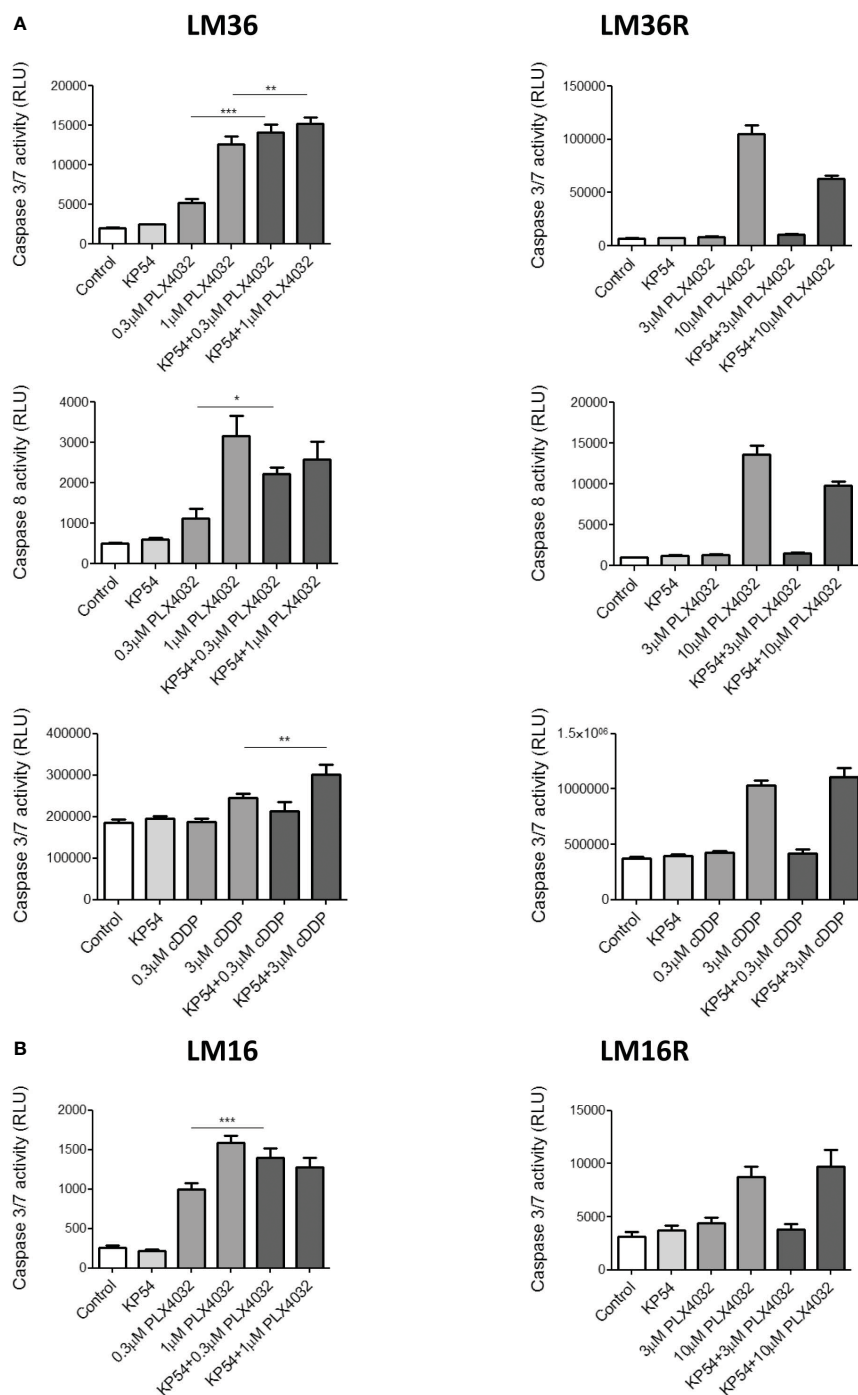 A
LM36
LM36R
Caspase 3/7 activity (RLU)
20000
15000
10000
5000
0
**
***
Control
KP54
0.3μM PLX4032
1μM PLX4032
KP54+0.3μM PLX4032
KP54+1μM PLX4032
Caspase 3/7 activity (RLU)
150000
100000
50000
0
Control
KP54
3μM PLX4032
10μM PLX4032
KP54+3μM PLX4032
KP54+10μM PLX4032
Caspase 8 activity (RLU)
4000
3000
2000
1000
0
*
Control
KP54
0.3μM PLX4032
1μM PLX4032
KP54+0.3μM PLX4032
KP54+1μM PLX4032
Caspase 8 activity (RLU)
20000
15000
10000
5000
0
Control
KP54
3μM PLX4032
10μM PLX4032
KP54+3μM PLX4032
KP54+10μM PLX4032
Caspase 3/7 activity (RLU)
400000
300000
200000
100000
0
**
Control
KP54
0.3μM cDDP
3μM cDDP
KP54+0.3μM cDDP
KP54+3μM cDDP
Caspase 3/7 activity (RLU)
1.5×10⁰⁶
1000000
500000
0
Control
KP54
0.3μM cDDP
3μM cDDP
KP54+0.3μM cDDP
KP54+3μM cDDP
B
LM16
LM16R
Caspase 3/7 activity (RLU)
2000
1500
1000
500
0
***
Control
KP54
0.3μM PLX4032
1μM PLX4032
KP54+0.3μM PLX4032
KP54+1μM PLX4032
Caspase 3/7 activity (RLU)
15000
10000
5000
0
Control
KP54
3μM PLX4032
10μM PLX4032
KP54+3μM PLX4032
KP54+10μM PLX4032